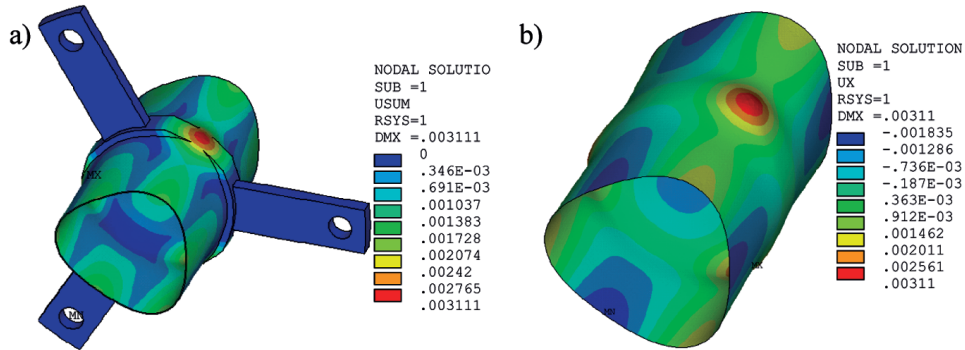 a)
MX
MN
NODAL SOLUTIO
SUB =1
USUM
RSYS=1
DMX =.003111
0
.346E-03
.691E-03
.001037
.001383
.001728
.002074
.00242
.002765
.003111
b)
MX
MN
NODAL SOLUTION
SUB =1
UX
RSYS=1
DMX =.00311
-.001835
-.001286
-.736E-03
-.187E-03
.363E-03
.912E-03
.001462
.002011
.002561
.00311